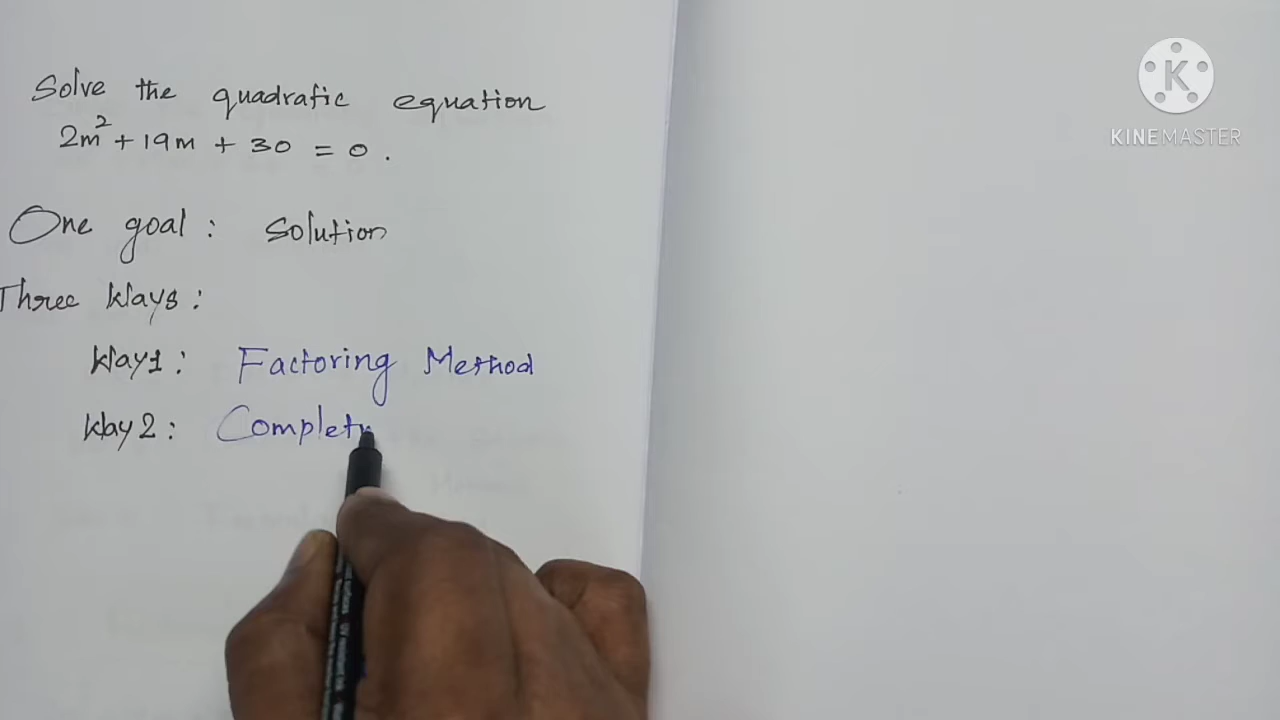 Solve the quadratic equation
2m² + 19m + 30 = 0.
One goal: Solution
Three Ways:
Way1: Factoring Method
Way2: Complet
K
KINEMASTER